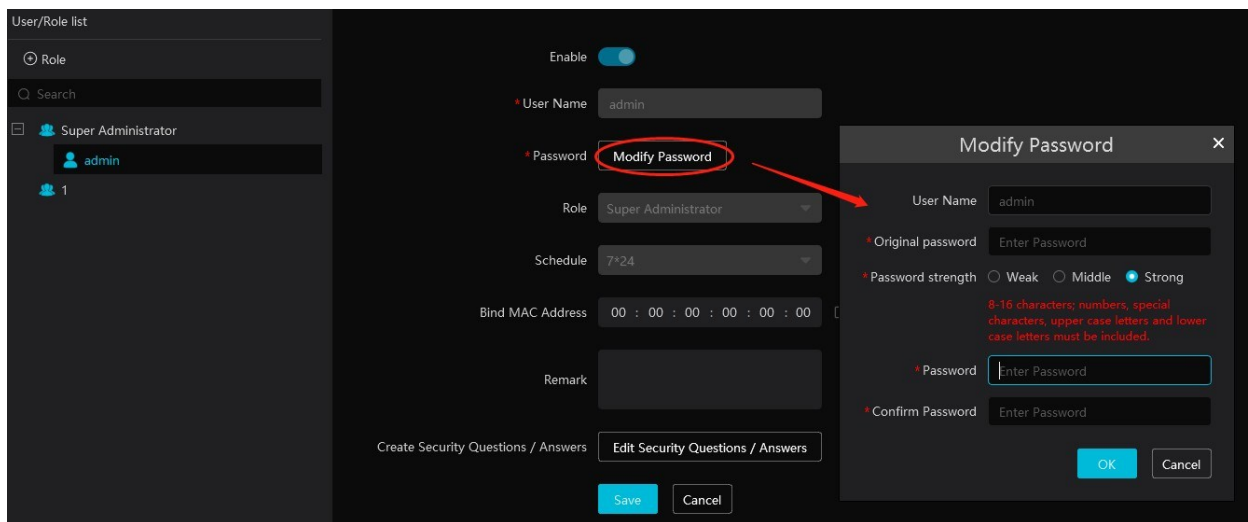 User/Role list
Role
Search
Super Administrator
admin
1
Enable
* User Name admin
* Password Modify Password
Role Super Administrator
Schedule 7*24
Bind MAC Address 00 : 00 : 00 : 00 : 00 : 00
Remark
Create Security Questions / Answers Edit Security Questions / Answers
Save Cancel
Modify Password
User Name admin
* Original password Enter Password
* Password strength Weak Middle Strong
8-16 characters; numbers, special
characters, upper case letters and lower
case letters must be included.
* Password Enter Password
* Confirm Password Enter Password
OK Cancel